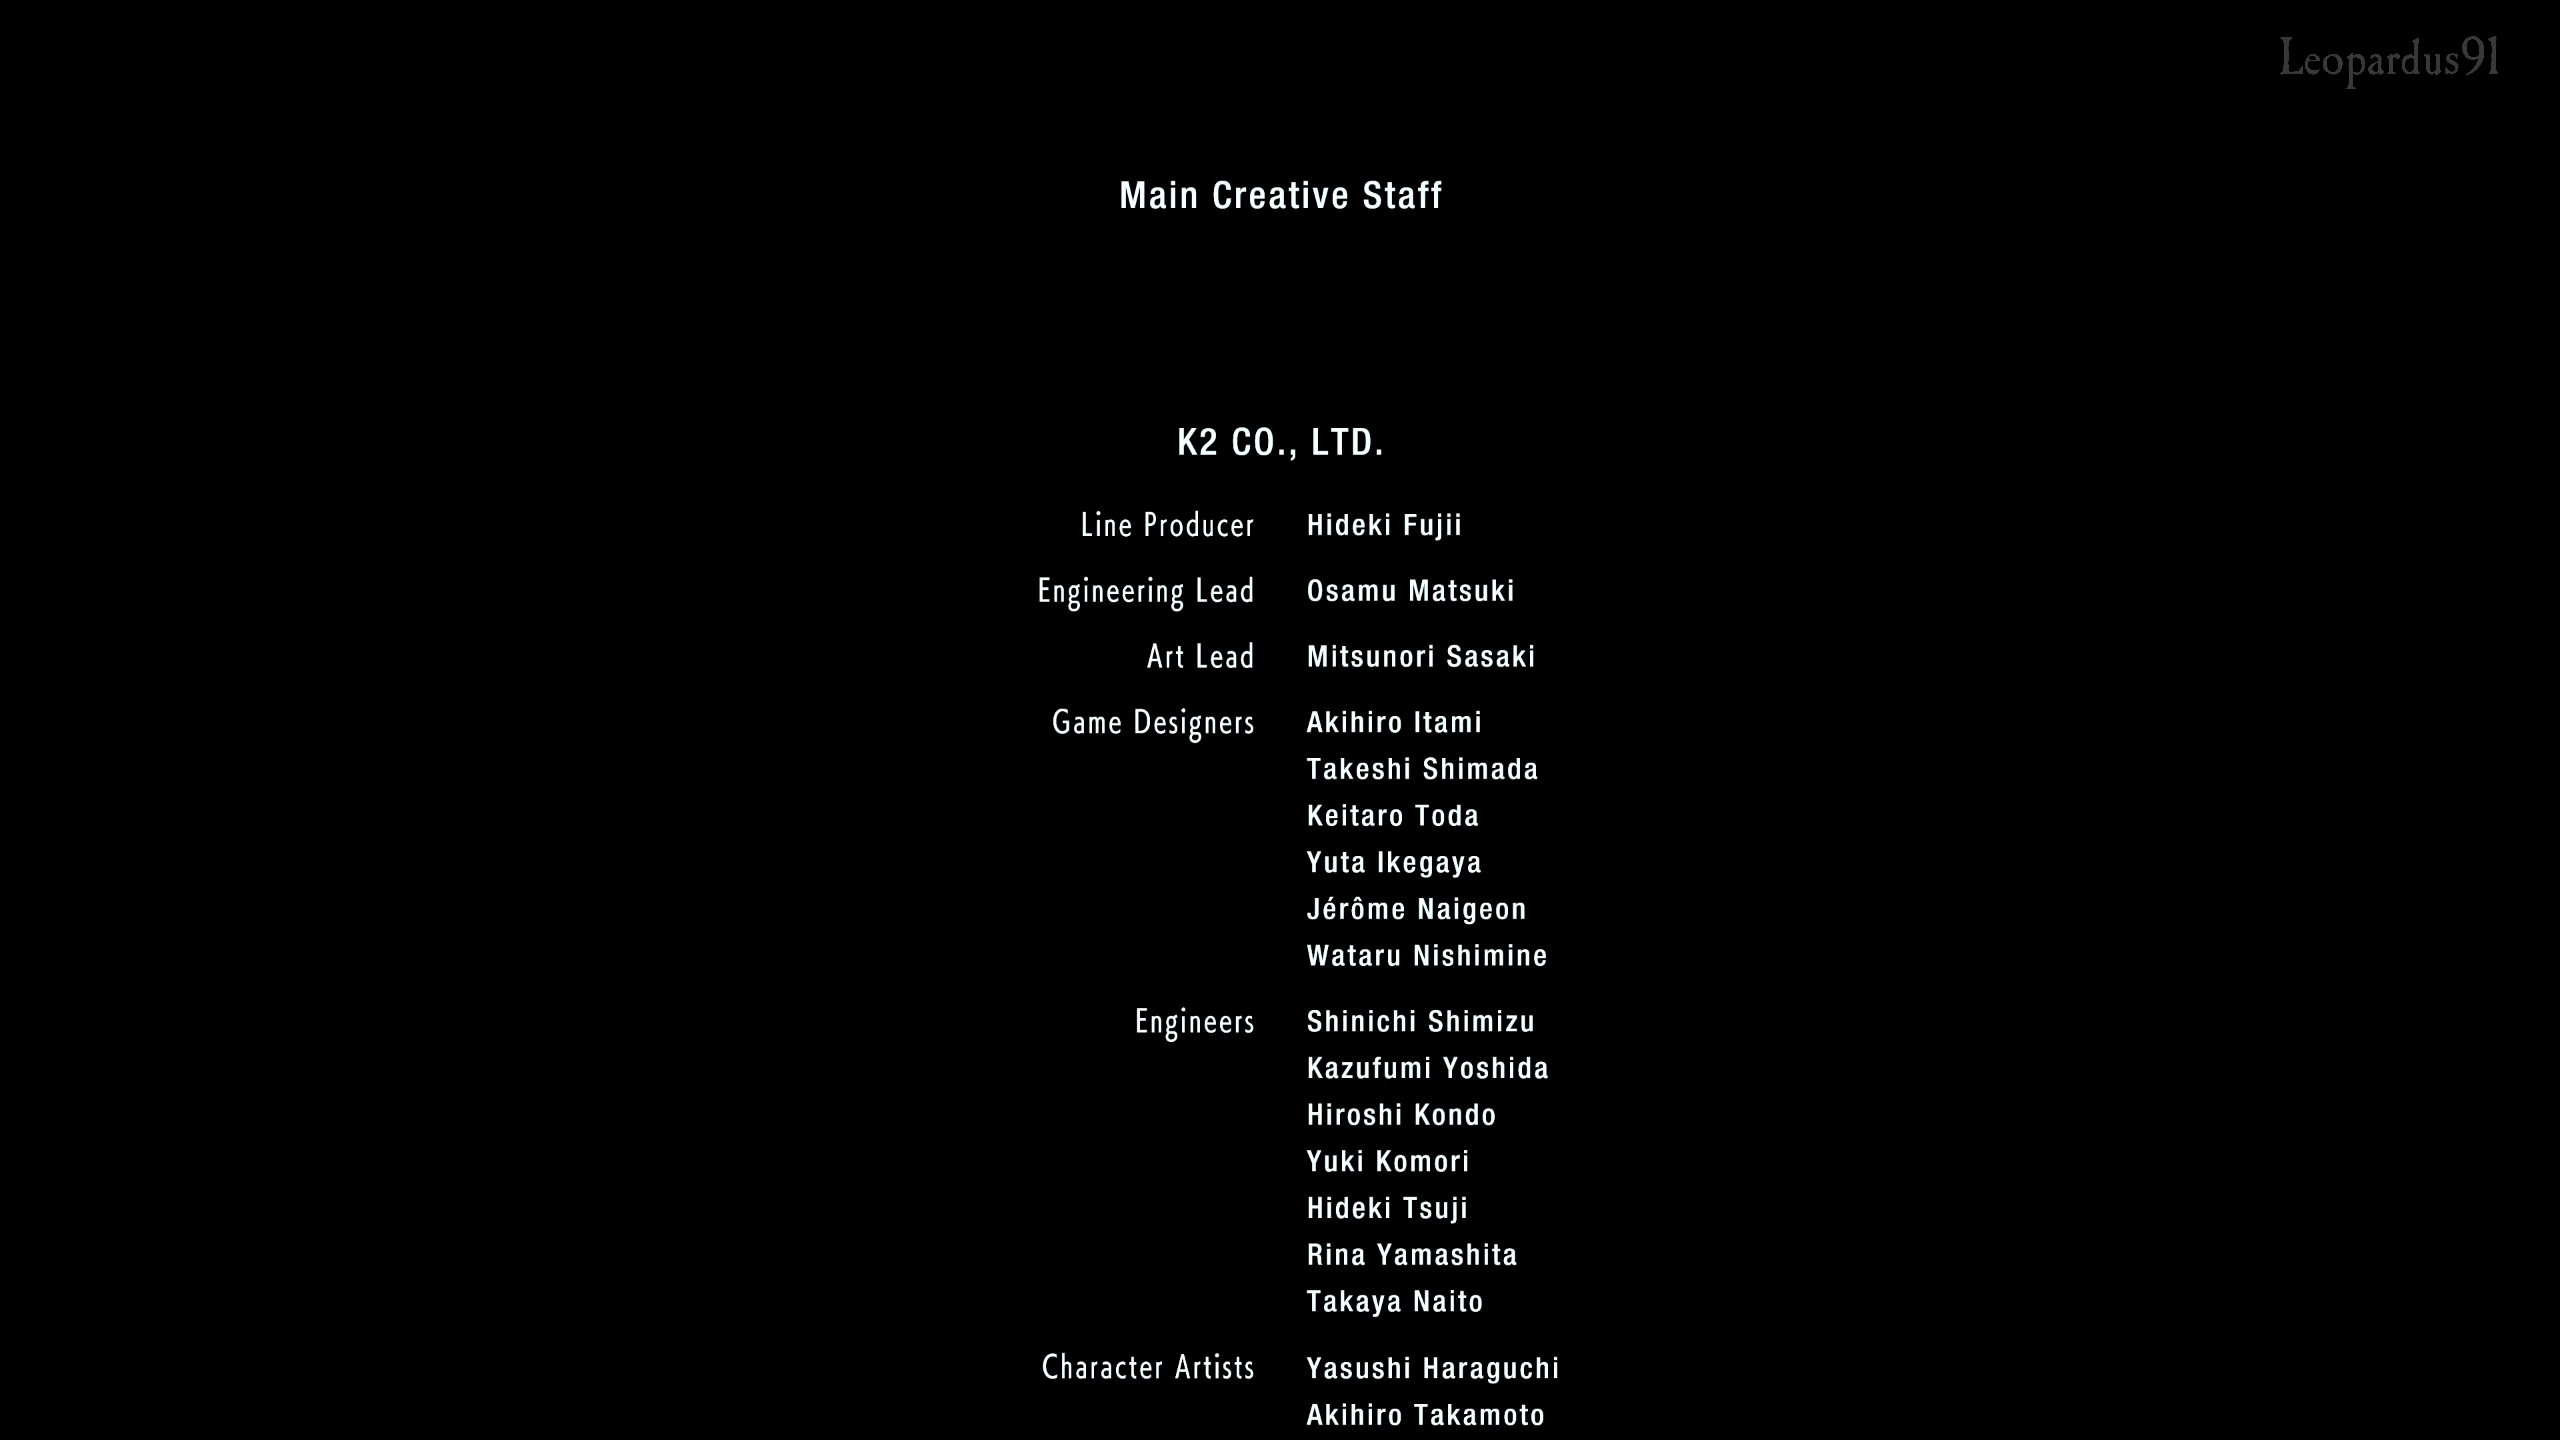 Leopardus91
Main Creative Staff
K2 CO., LTD.
Line Producer Hideki Fujii
Engineering Lead Osamu Matsuki
Art Lead Mitsunori Sasaki
Game Designers Akihiro Itami
Takeshi Shimada
Keitaro Toda
Yuta Ikegaya
Jérôme Naigeon
Wataru Nishimine
Engineers Shinichi Shimizu
Kazufumi Yoshida
Hiroshi Kondo
Yuki Komori
Hideki Tsuji
Rina Yamashita
Takaya Naito
Character Artists Yasushi Haraguchi
Akihiro Takamoto